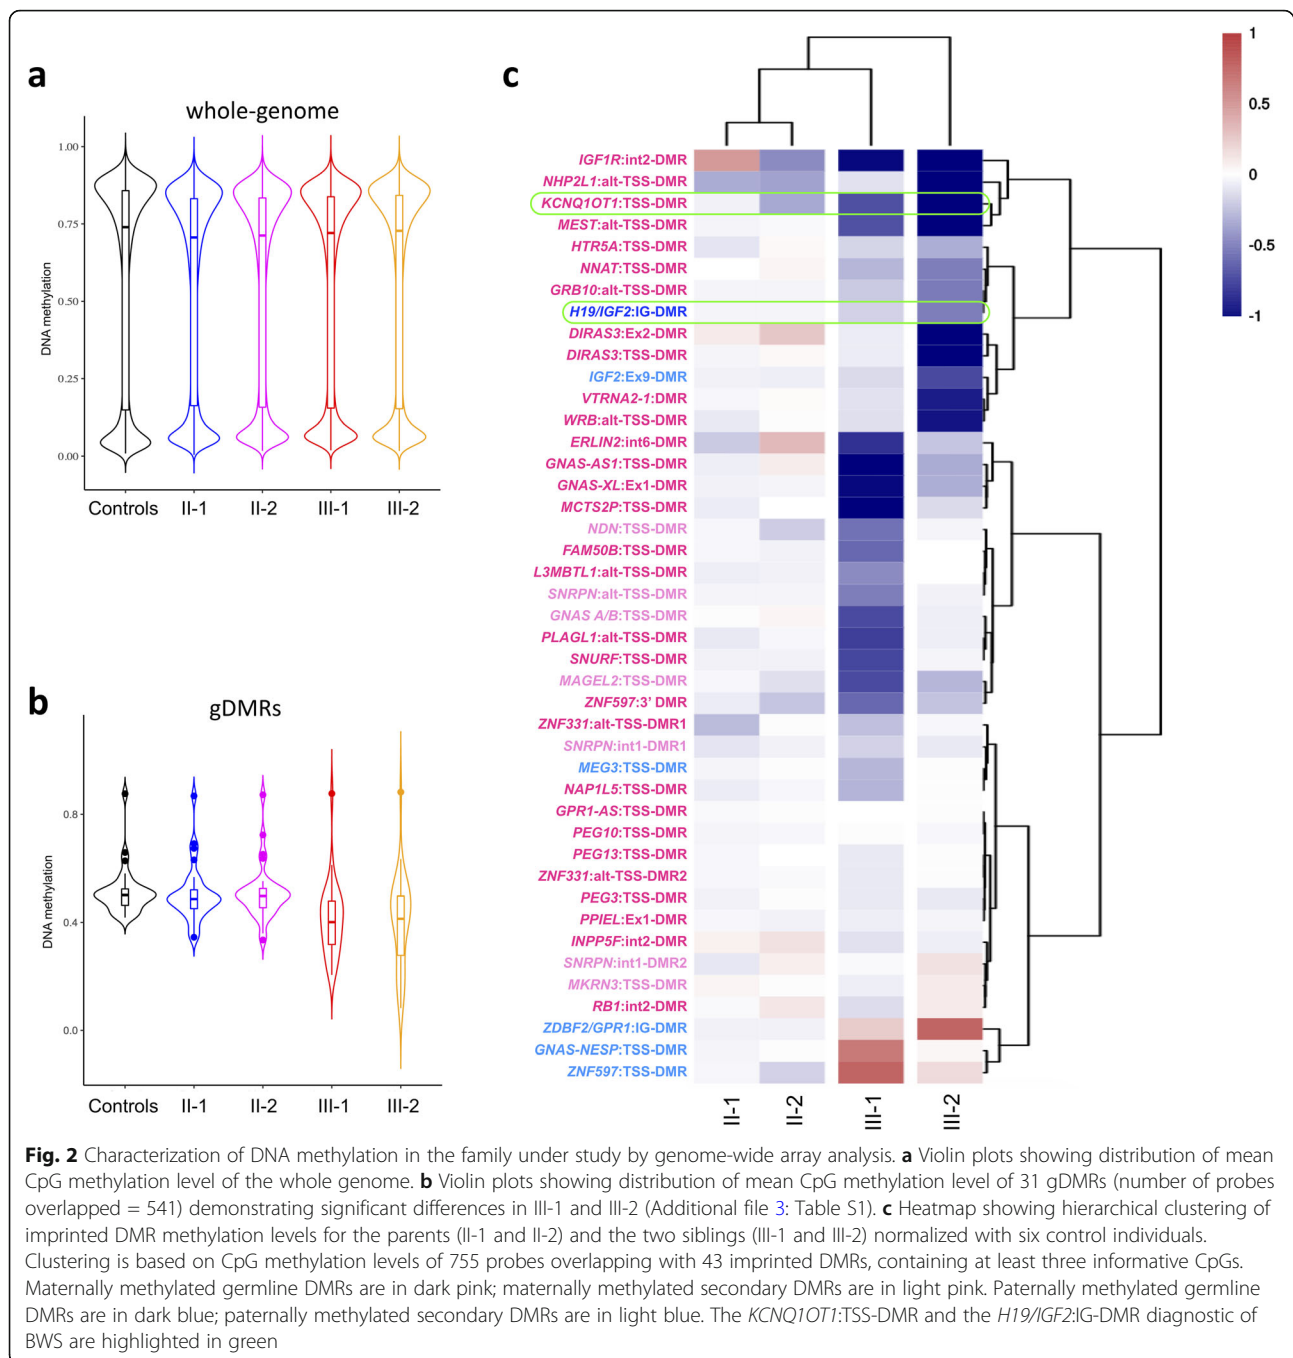 a
whole-genome
1.00
0.75
0.50
0.25
0.00
DNA methylation
Controls II-1 II-2 III-1 III-2
b
gDMRs
0.8
0.4
0.0
DNA methylation
Controls II-1 II-2 III-1 III-2
c
1
0.5
0
-0.5
-1
IGF1R:int2-DMR
NHP2L1:alt-TSS-DMR
KCNQ1OT1:TSS-DMR
MEST:alt-TSS-DMR
HTR5A:TSS-DMR
NNAT:TSS-DMR
GRB10:alt-TSS-DMR
H19/IGF2:IG-DMR
DIRAS3:Ex2-DMR
DIRAS3:TSS-DMR
IGF2:Ex9-DMR
VTRNA2-1:DMR
WRB:alt-TSS-DMR
ERLIN2:int6-DMR
GNAS-AS1:TSS-DMR
GNAS-XL:Ex1-DMR
MCTS2P:TSS-DMR
NDN:TSS-DMR
FAM50B:TSS-DMR
L3MBTL1:alt-TSS-DMR
SNRPN:alt-TSS-DMR
GNAS A/B:TSS-DMR
PLAGL1:alt-TSS-DMR
SNURF:TSS-DMR
MAGEL2:TSS-DMR
ZNF597:3' DMR
ZNF331:alt-TSS-DMR1
SNRPN:int1-DMR1
MEG3:TSS-DMR
NAP1L5:TSS-DMR
GPR1-AS:TSS-DMR
PEG10:TSS-DMR
PEG13:TSS-DMR
ZNF331:alt-TSS-DMR2
PEG3:TSS-DMR
PPIEL:Ex1-DMR
INPP5F:int2-DMR
SNRPN:int1-DMR2
MKRN3:TSS-DMR
RB1:int2-DMR
ZDBF2/GPR1:IG-DMR
GNAS-NESP:TSS-DMR
ZNF597:TSS-DMR
II-1 II-2 III-1 III-2
Fig. 2 Characterization of DNA methylation in the family under study by genome-wide array analysis. a Violin plots showing distribution of mean
CpG methylation level of the whole genome. b Violin plots showing distribution of mean CpG methylation level of 31 gDMRs (number of probes
overlapped = 541) demonstrating significant differences in III-1 and III-2 (Additional file 3: Table S1). c Heatmap showing hierarchical clustering of
imprinted DMR methylation levels for the parents (II-1 and II-2) and the two siblings (III-1 and III-2) normalized with six control individuals.
Clustering is based on CpG methylation levels of 755 probes overlapping with 43 imprinted DMRs, containing at least three informative CpGs.
Maternally methylated germline DMRs are in dark pink; maternally methylated secondary DMRs are in light pink. Paternally methylated germline
DMRs are in dark blue; paternally methylated secondary DMRs are in light blue. The KCNQ1OT1:TSS-DMR and the H19/IGF2:IG-DMR diagnostic of
BWS are highlighted in green